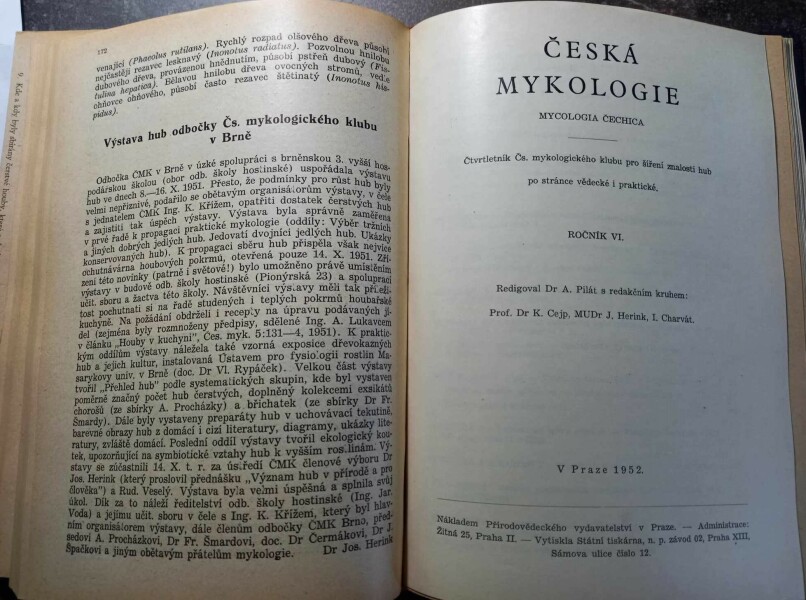 172
venající (Phaeolus rutilans). Rychlý rozpad olšového dřeva působí
nejčastěji rezavec lesknavý (Inonotus radiatus). Pozvolnou hnilobu
dubového dřeva, provázenou hnědnutím, působí pstřeň dubový (Fis-
tulina hepatica). Bělavou hnilobu dřeva ovocných stromů, vedle
ohňovce ohňového, působí často rezavec štětinatý (Inonotus his-
pidus).
Výstava hub odbočky Čs. mykologického klubu
v Brně
Odbočka ČMK v Brně v úzké spolupráci s brněnskou 3. vyšší hos-
podářskou školou (obor odb. školy hostinské) uspořádala výstavu
hub ve dnech 8.—16. X. 1951. Přesto, že podmínky pro růst hub byly
velmi nepříznivé, podařilo se obětavým organisátorům výstavy, v čele
s jednatelem ČMK Ing. K. Křížem, opatřiti dostatek čerstvých hub
a zajistiti tak úspěch výstavy. Výstava byla správně zaměřena
v prvé řadě k propagaci praktické mykologie (oddíly: Výběr tržních
a jiných dobrých jedlých hub. Jedovatí dvojníci jedlých hub. Ukázky
konservovaných hub). K propagaci sběru hub přispěla však nejvíce
ochutnávárna houbových pokrmů, otevřená pouze 14. X. 1951. Zří-
zení této novinky (patrně i světové!) bylo umožněno právě umístěním
výstavy v budově odb. školy hostinské (Pionýrská 23) a spoluprací
učit. sboru a žactva této školy. Návštěvníci výstavy měli tak příleži-
tost pochutnati si na řadě studených i teplých pokrmů houbařské
kuchyně. Na požádání obdrželi i recepty na úpravu podávaných jí-
del (zejména byly rozmnoženy předpisy, sdělené Ing. A. Lukavcem
v článku „Houby v kuchyni", Čes. myk. 5:131—4, 1951). K praktic-
kým oddílům výstavy náležela také vzorná exposice dřevokazných
hub a jejich kultur, instalovaná Ústavem pro fysiologii rostlin Ma-
sarykovy univ. v Brně (doc. Dr Vl. Rypáček). Velkou část výstavy
tvořil „Přehled hub" podle systematických skupin, kde byl vystaven
poměrně značný počet hub čerstvých, doplněný kolekcemi exsikátů
chorošů (ze sbírky A. Procházky) a břichatek (ze sbírky Dr Fr.
Šmardy). Dále byly vystaveny preparáty hub v uchovávací tekutině,
barevné obrazy hub z domácí i cizí literatury, diagramy, ukázky lite-
ratury, zvláště domácí. Poslední oddíl výstavy tvořil ekologický kou-
tek, upozorňující na symbiotické vztahy hub k vyšším rostlinám. Vý-
stavy se zúčastnili 14. X. t. r. za ústředí ČMK členové výboru Dr
Jos. Herink (který proslovil přednášku „Význam hub v přírodě a pro
člověka") a Rud. Veselý. Výstava byla velmi úspěšná a splnila svůj
úkol. Dík za to náleží ředitelství odb. školy hostinské (Ing. Jar.
Voda) a jejímu učit. sboru v čele s Ing. K. Křížem, který byl hlav-
ním organisátorem výstavy, dále členům odbočky ČMK Brno, před-
sedovi A. Procházkovi, Dr Fr. Šmardovi, doc. Dr Čermákovi, Dr J.
Špačkovi a jiným obětavým přátelům mykologie. Dr Jos. Herink
ČESKÁ
MYKOLOGIE
MYCOLOGIA ČECHICA
Čtvrtletník Čs. mykologického klubu pro šíření znalosti hub
po stránce vědecké i praktické.
ROČNÍK VI.
Redigoval Dr A. Pilát s redakčním kruhem:
Prof. Dr K. Cejp, MUDr J. Herink, I. Charvát.
V Praze 1952.
Nákladem Přírodovědeckého vydavatelství v Praze. — Administrace:
Žitná 25, Praha II. — Vytiskla Státní tiskárna, n. p. závod 02, Praha XIII,
Sámova ulice číslo 12.